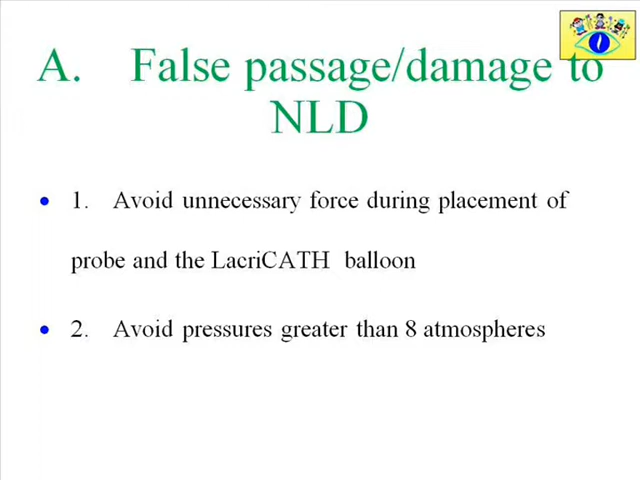 A. False passage/damage to
NLD
• 1. Avoid unnecessary force during placement of
probe and the LacriCATH balloon
• 2. Avoid pressures greater than 8 atmospheres